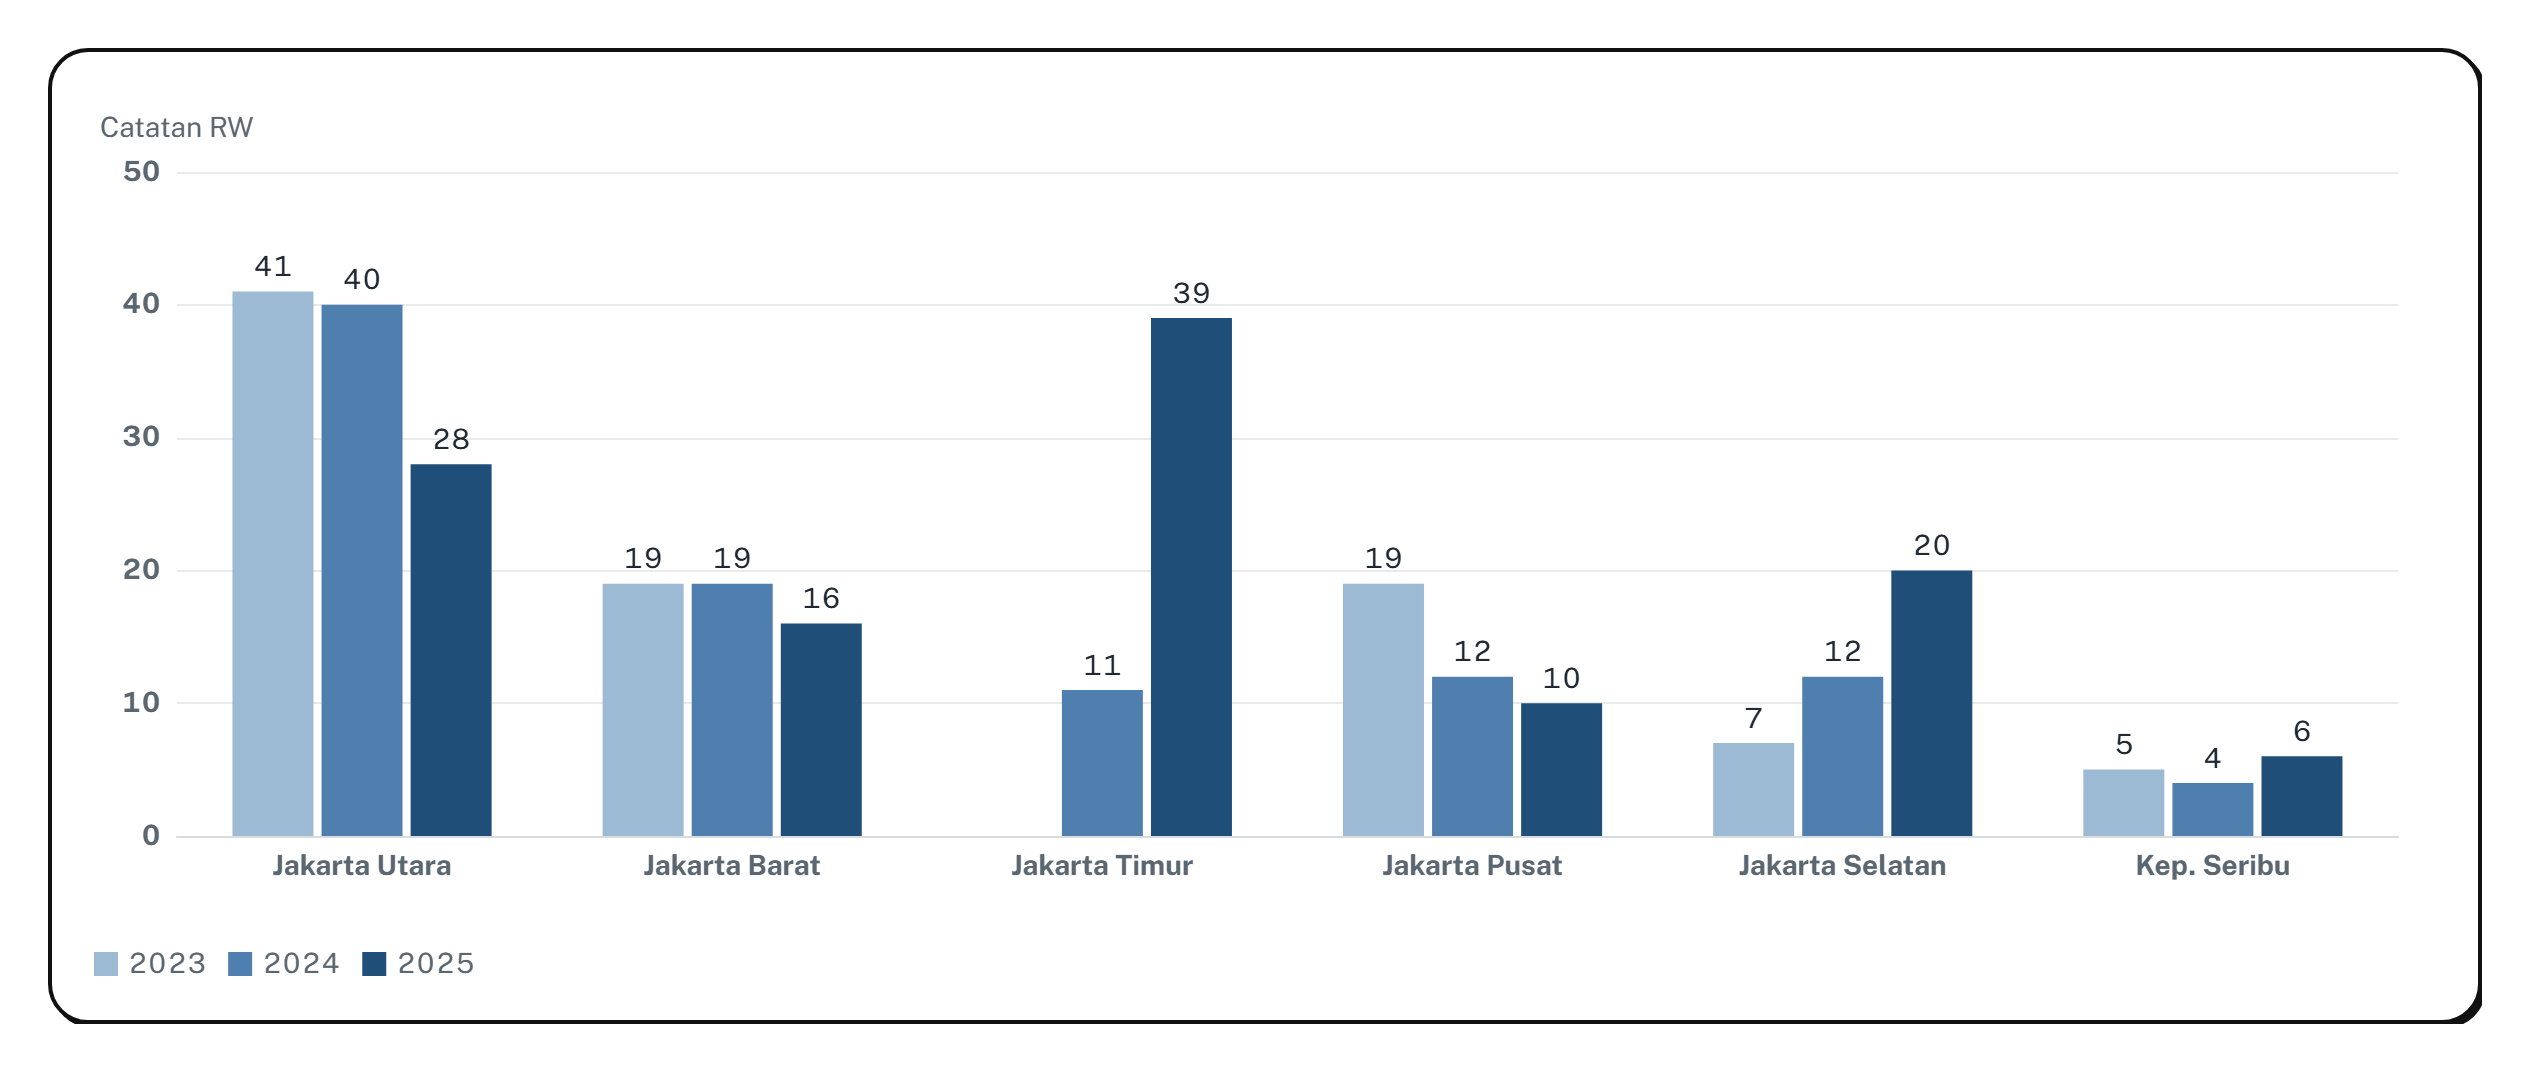 Catatan RW
50
40
30
20
10
0
41
40
28
19
19
16
11
39
19
12
10
7
12
20
5
4
6
Jakarta Utara
Jakarta Barat
Jakarta Timur
Jakarta Pusat
Jakarta Selatan
Kep. Seribu
2023 2024 2025